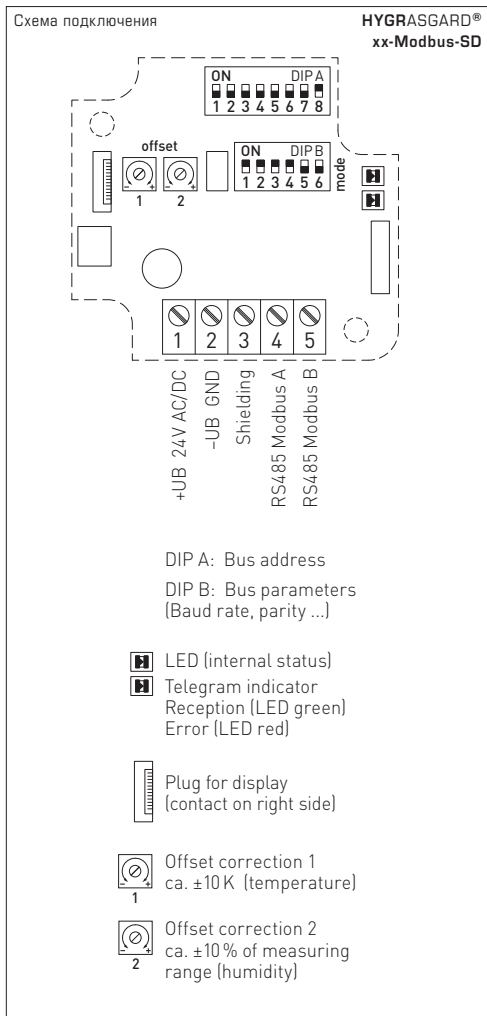 Схема подключения
HYGRASGARD®
xx-Modbus-SD
ON DIP A
1 2 3 4 5 6 7 8
offset
1 2
ON DIP B
1 2 3 4 5 6
mode
1 2 3 4 5
+UB 24V AC/DC
–UB GND
Shielding
RS485 Modbus A
RS485 Modbus B
DIP A: Bus address
DIP B: Bus parameters
(Baud rate, parity ...)
LED (internal status)
Telegram indicator
Reception (LED green)
Error (LED red)
Plug for display
(contact on right side)
Offset correction 1
ca. ±10 K (temperature)
1
Offset correction 2
ca. ±10 % of measuring
range (humidity)
2